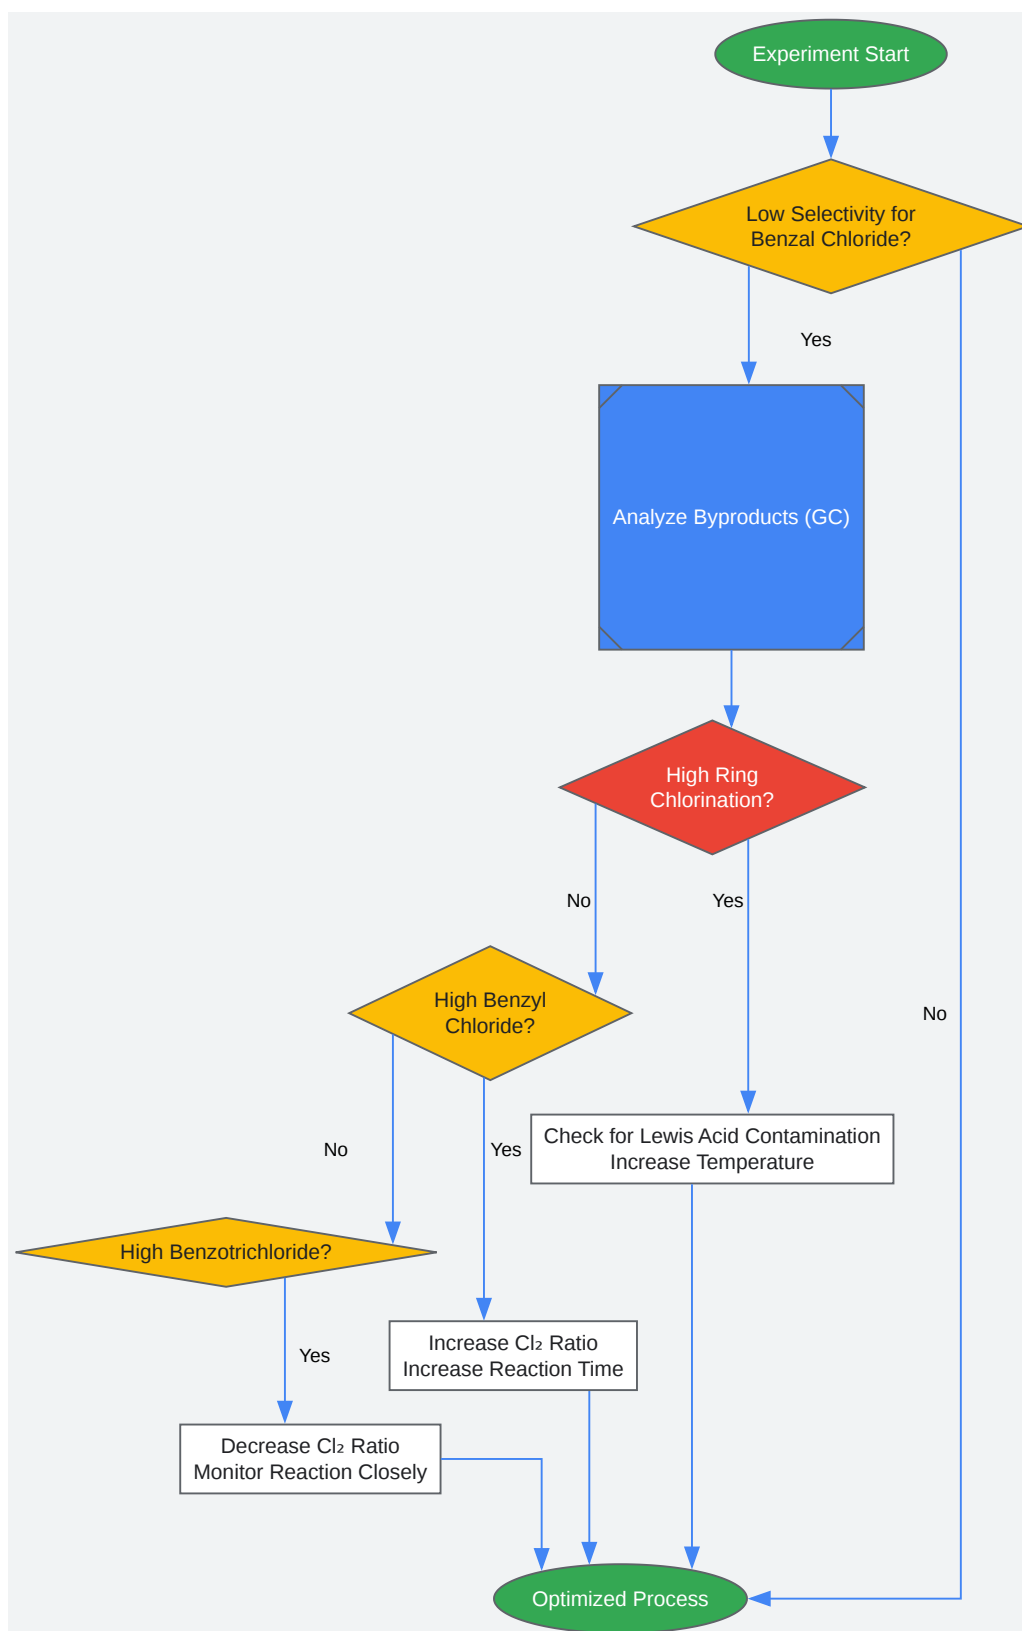 Experiment Start
Low Selectivity for
Benzal Chloride?
Yes
Analyze Byproducts (GC)
High Ring
Chlorination?
No
Yes
High Benzyl
Chloride?
No
Check for Lewis Acid Contamination
Increase Temperature
No
Yes
High Benzotrichloride?
Increase Cl₂ Ratio
Increase Reaction Time
Yes
Decrease Cl₂ Ratio
Monitor Reaction Closely
Optimized Process